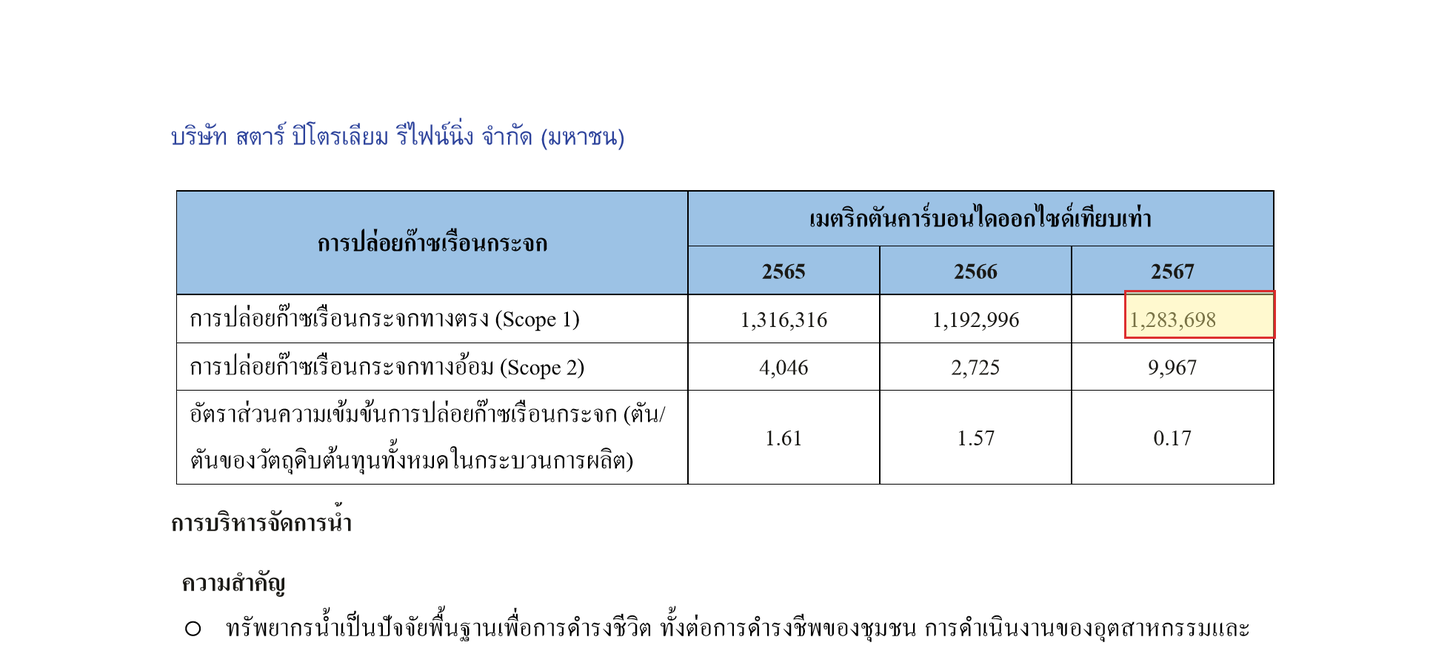 บริษัท สตาร์ ปิโตรเลียม รีไฟน์นิ่ง จำกัด (มหาชน)
การปล่อยก๊าซเรือนกระจก
เมตริกตันคาร์บอนไดออกไซด์เทียบเท่า
2565 2566 2567
การปล่อยก๊าซเรือนกระจกทางตรง (Scope 1) 1,316,316 1,192,996 1,283,698
การปล่อยก๊าซเรือนกระจกทางอ้อม (Scope 2) 4,046 2,725 9,967
อัตราส่วนความเข้มข้นการปล่อยก๊าซเรือนกระจก (ตัน/
ตันของวัตถุดิบต้นทุนทั้งหมดในกระบวนการผลิต) 1.61 1.57 0.17
การบริหารจัดการน้ำ
ความสำคัญ
O ทรัพยากรน้ำเป็นปัจจัยพื้นฐานเพื่อการดำรงชีวิต ทั้งต่อการดำรงชีพของชุมชน การดำเนินงานของอุตสาหกรรมและ